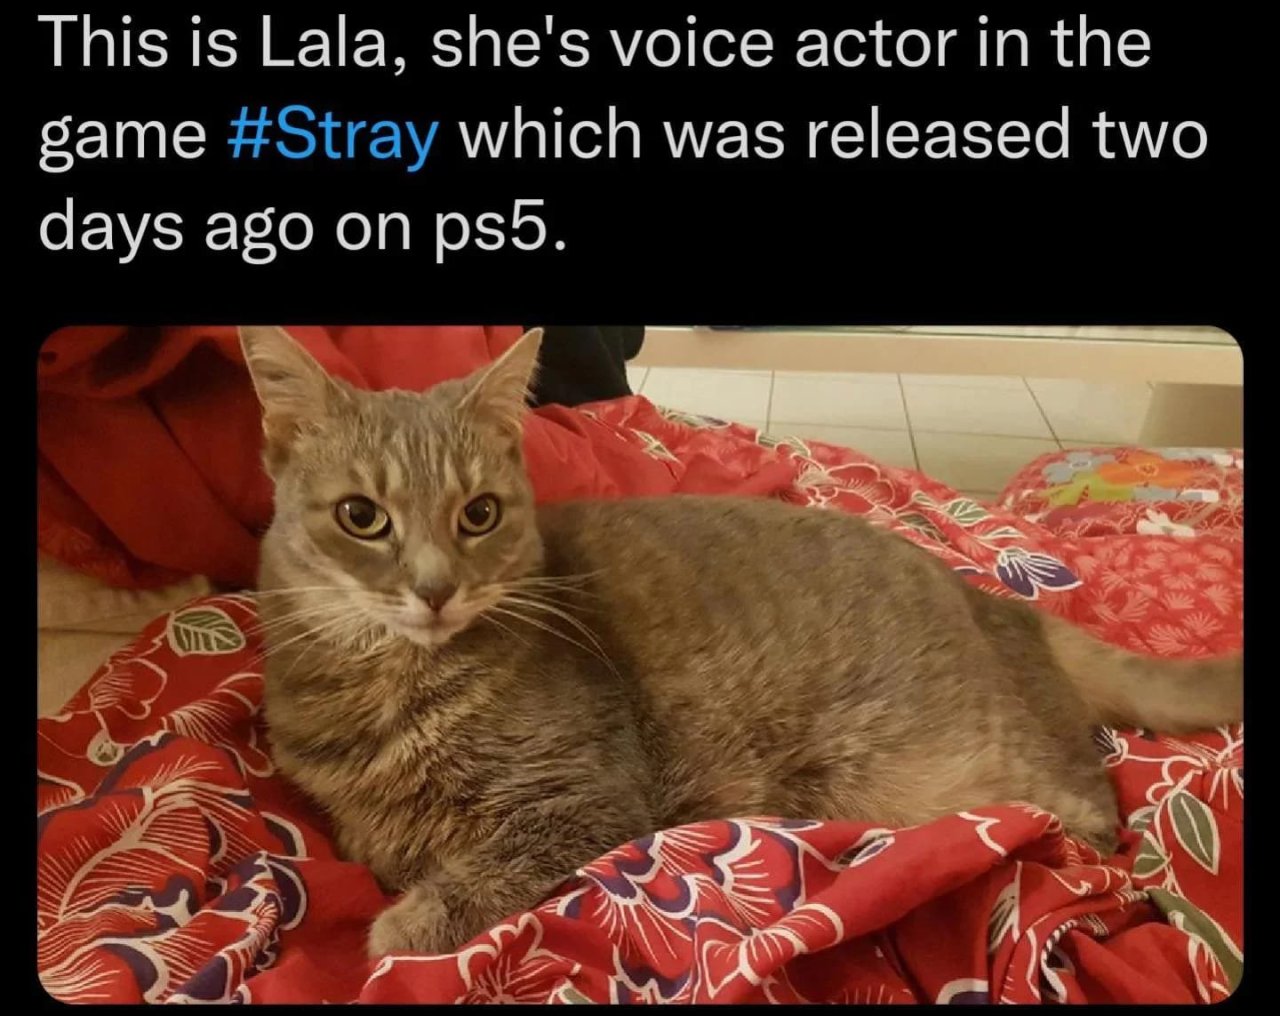 This is Lala, she's voice actor in the
game #Stray which was released two
days ago on ps5.